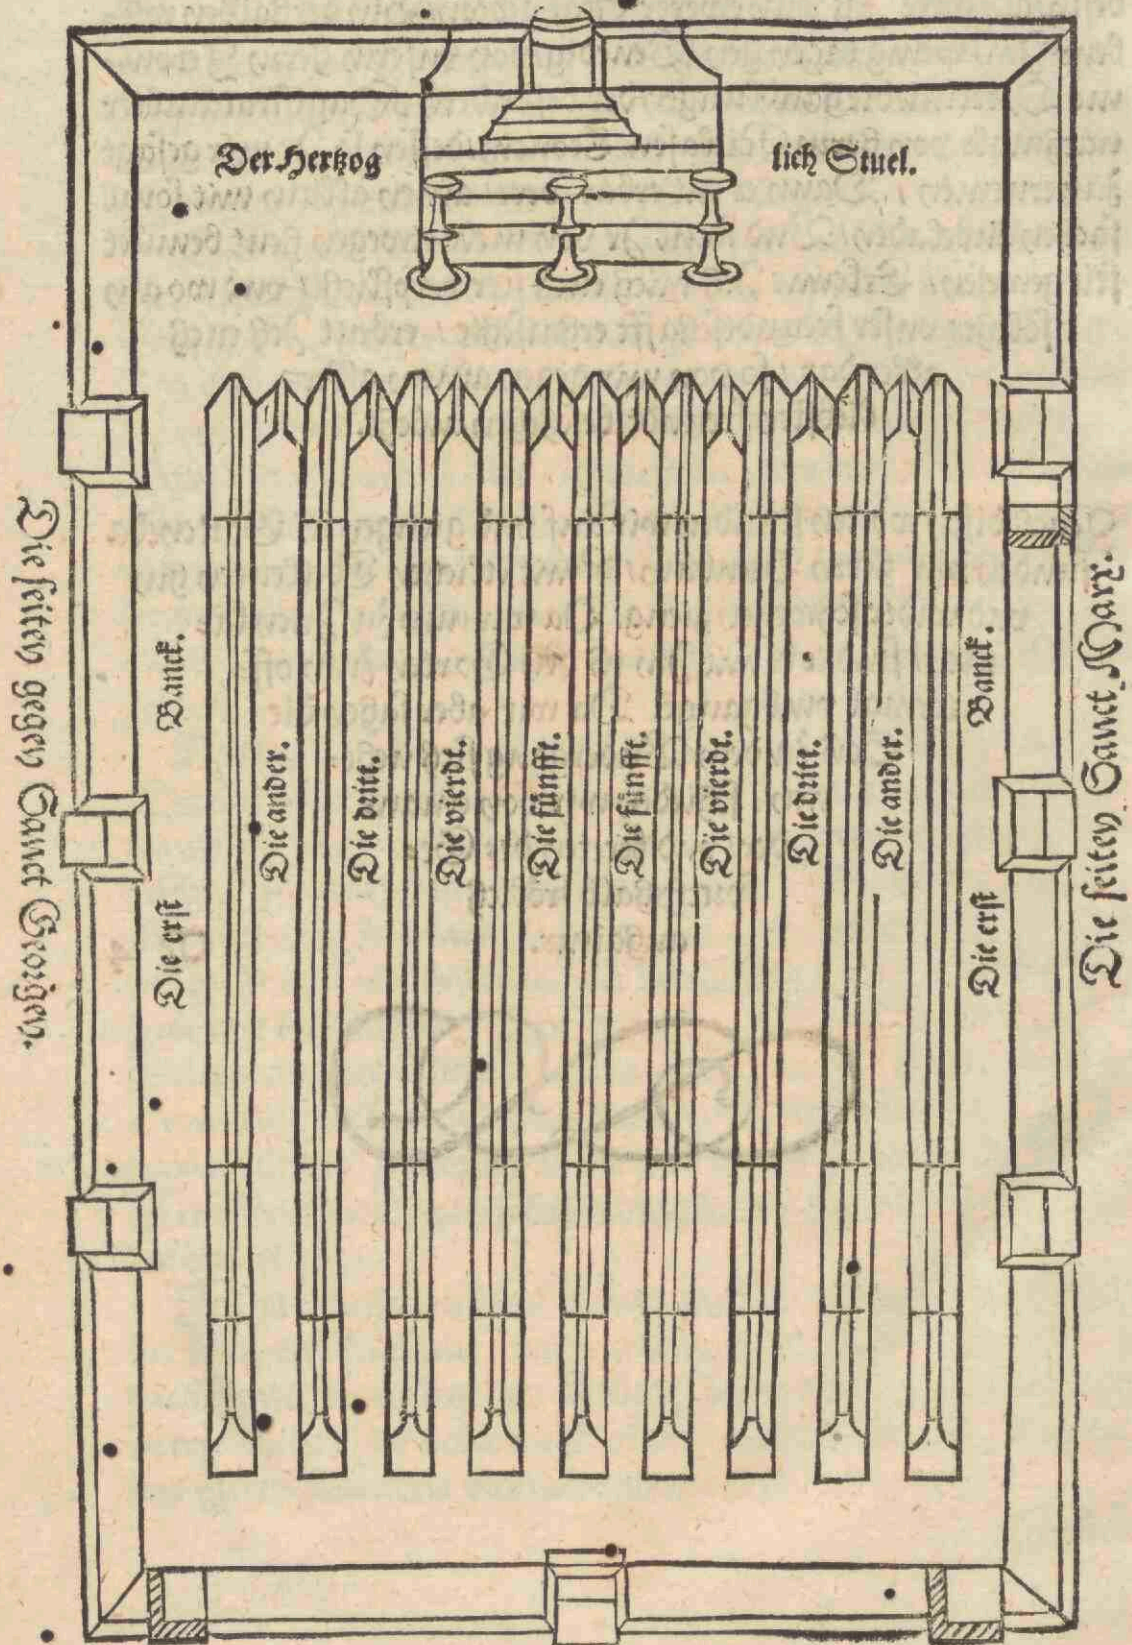 Der Hertzog
lich Stuel.
Die seiten gegen Sanct Georgen.
Die erst
Banck.
Die ander.
Die dritt.
Die vierdt.
Die fünfft.
Die fünfft.
Die vierdt.
Die dritt.
Die ander.
Die erst
Banck.
Die seiten Sanct Marx.